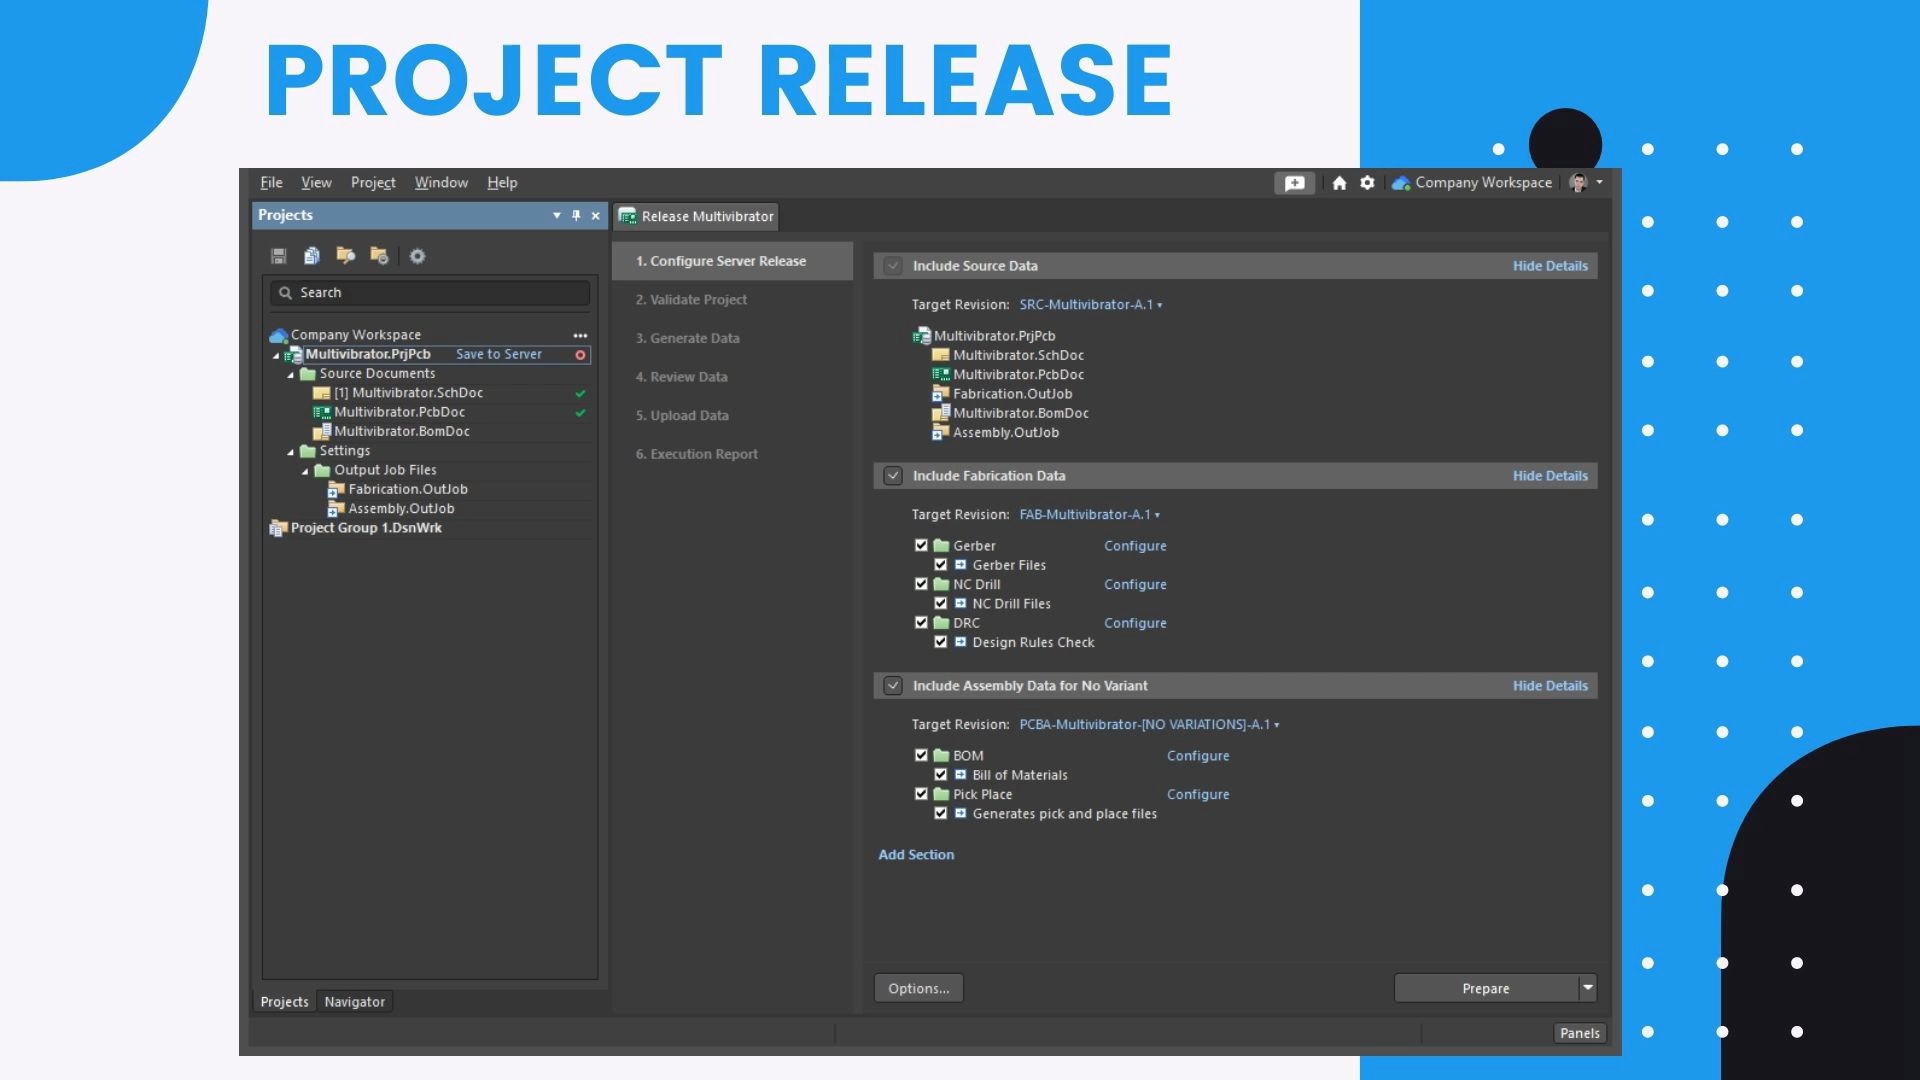 PROJECT RELEASE
File View Project Window Help
Company Workspace
Projects
Release Multivibrator
Search
Company Workspace
Multivibrator.PrjPcb Save to Server
Source Documents
[1] Multivibrator.SchDoc
Multivibrator.PcbDoc
Multivibrator.BomDoc
Settings
Output Job Files
Fabrication.OutJob
Assembly.OutJob
Project Group 1.DsnWrk
Projects Navigator
1. Configure Server Release
2. Validate Project
3. Generate Data
4. Review Data
5. Upload Data
6. Execution Report
Include Source Data Hide Details
Target Revision: SRC-Multivibrator-A.1
Multivibrator.PrjPcb
Multivibrator.SchDoc
Multivibrator.PcbDoc
Fabrication.OutJob
Multivibrator.BomDoc
Assembly.OutJob
Include Fabrication Data Hide Details
Target Revision: FAB-Multivibrator-A.1
Gerber Configure
Gerber Files
NC Drill Configure
NC Drill Files
DRC Configure
Design Rules Check
Include Assembly Data for No Variant Hide Details
Target Revision: PCBA-Multivibrator-[NO VARIATIONS]-A.1
BOM Configure
Bill of Materials
Pick Place Configure
Generates pick and place files
Add Section
Options... Prepare
Panels